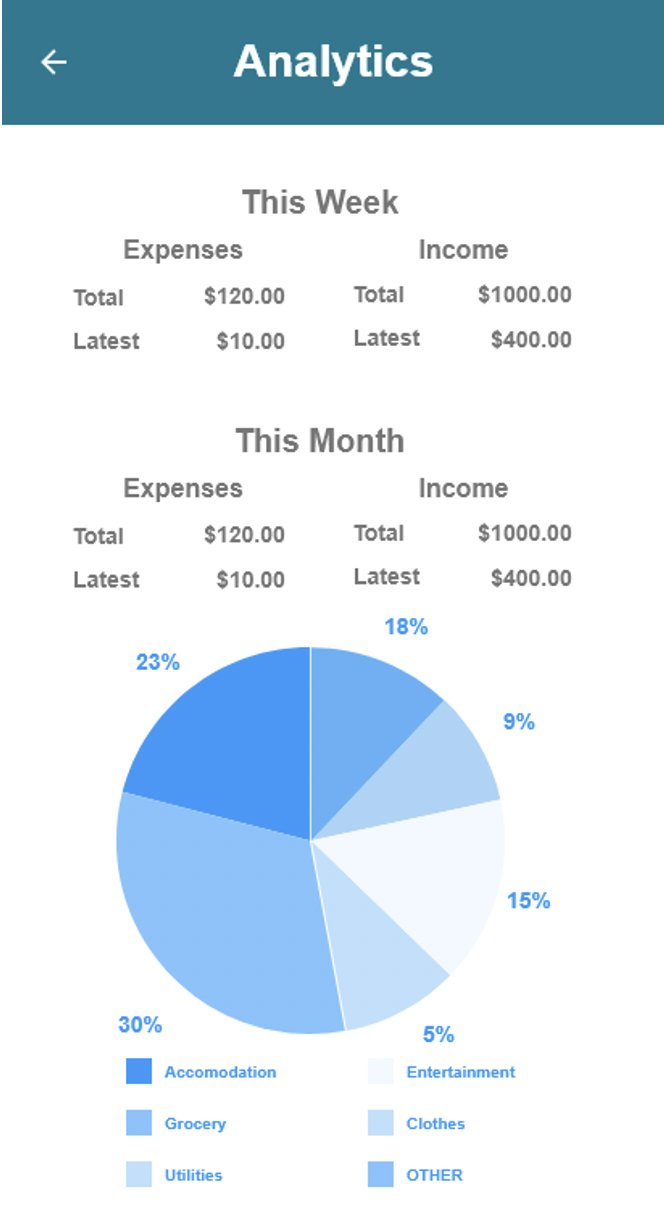 Analytics
This Week
Expenses Income
Total $120.00 Total $1000.00
Latest $10.00 Latest $400.00
This Month
Expenses Income
Total $120.00 Total $1000.00
Latest $10.00 Latest $400.00
18%
23%
9%
15%
30%
5%
Accomodation Entertainment
Grocery Clothes
Utilities OTHER